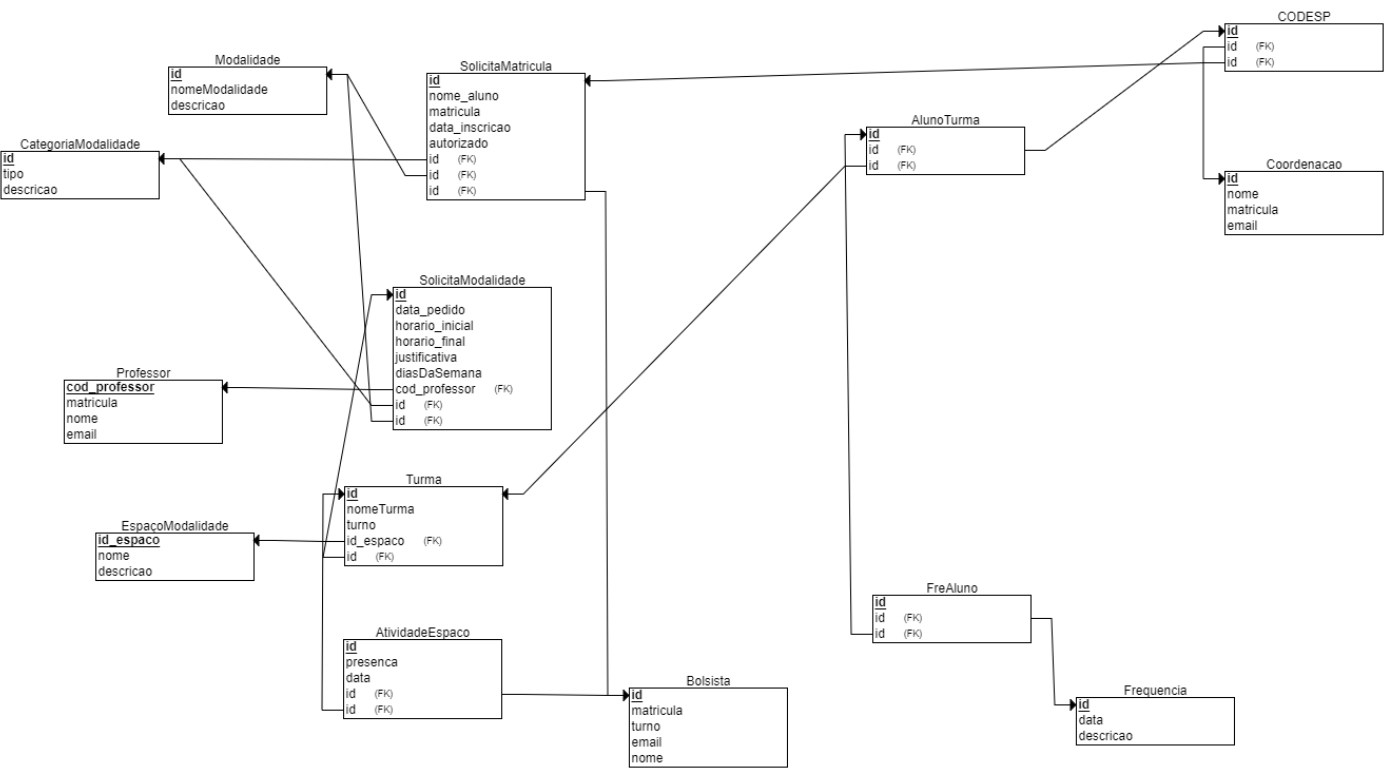 CODESP
id
id (FK)
id (FK)
Modalidade
id
nomeModalidade
descricao
SolicitaMatricula
id
nome_aluno
matricula
data_inscricao
autorizado
id (FK)
id (FK)
id (FK)
AlunoTurma
id
id (FK)
id (FK)
CategoriaModalidade
id
tipo
descricao
Coordenacao
id
nome
matricula
email
SolicitaModalidade
id
data_pedido
horario_inicial
horario_final
justificativa
diasDaSemana
cod_professor (FK)
id (FK)
id (FK)
Professor
cod_professor
matricula
nome
email
Turma
id
nomeTurma
turno
id_espaco (FK)
id (FK)
EspaçoModalidade
id_espaco
nome
descricao
FreAluno
id
id (FK)
id (FK)
AtividadeEspaco
id
presenca
data
id (FK)
id (FK)
Bolsista
id
matricula
turno
email
nome
Frequencia
id
data
descricao